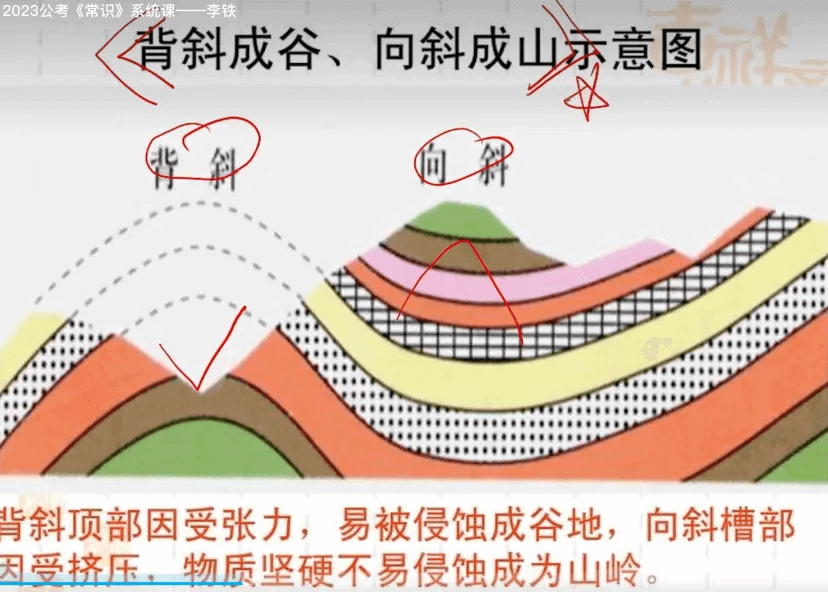 2023公考《常识》系统课——李铁
背斜成谷、向斜成山示意图
背 斜
向 斜
背斜顶部因受张力，易被侵蚀成谷地，向斜槽部
因受挤压，物质坚硬不易侵蚀成为山岭。